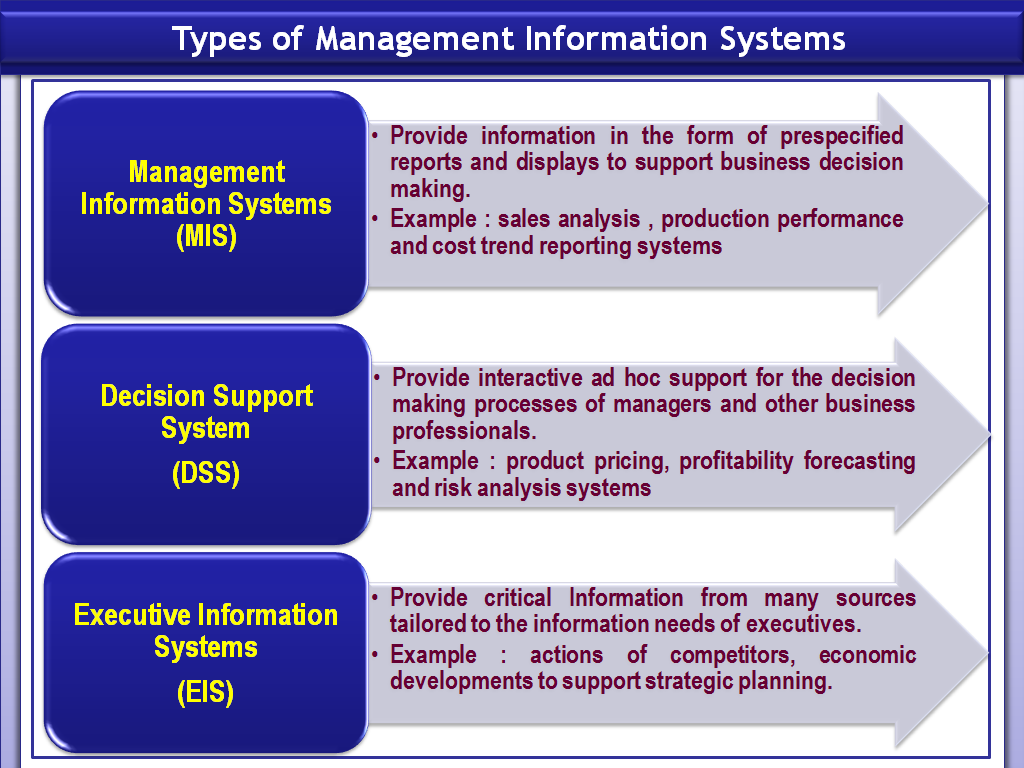 Types of Management Information Systems
Management
Information Systems
(MIS)
• Provide information in the form of prespecified
reports and displays to support business decision
making.
• Example : sales analysis , production performance
and cost trend reporting systems
Decision Support
System
(DSS)
• Provide interactive ad hoc support for the decision
making processes of managers and other business
professionals.
• Example : product pricing, profitability forecasting
and risk analysis systems
Executive Information
Systems
(EIS)
• Provide critical Information from many sources
tailored to the information needs of executives.
• Example : actions of competitors, economic
developments to support strategic planning.